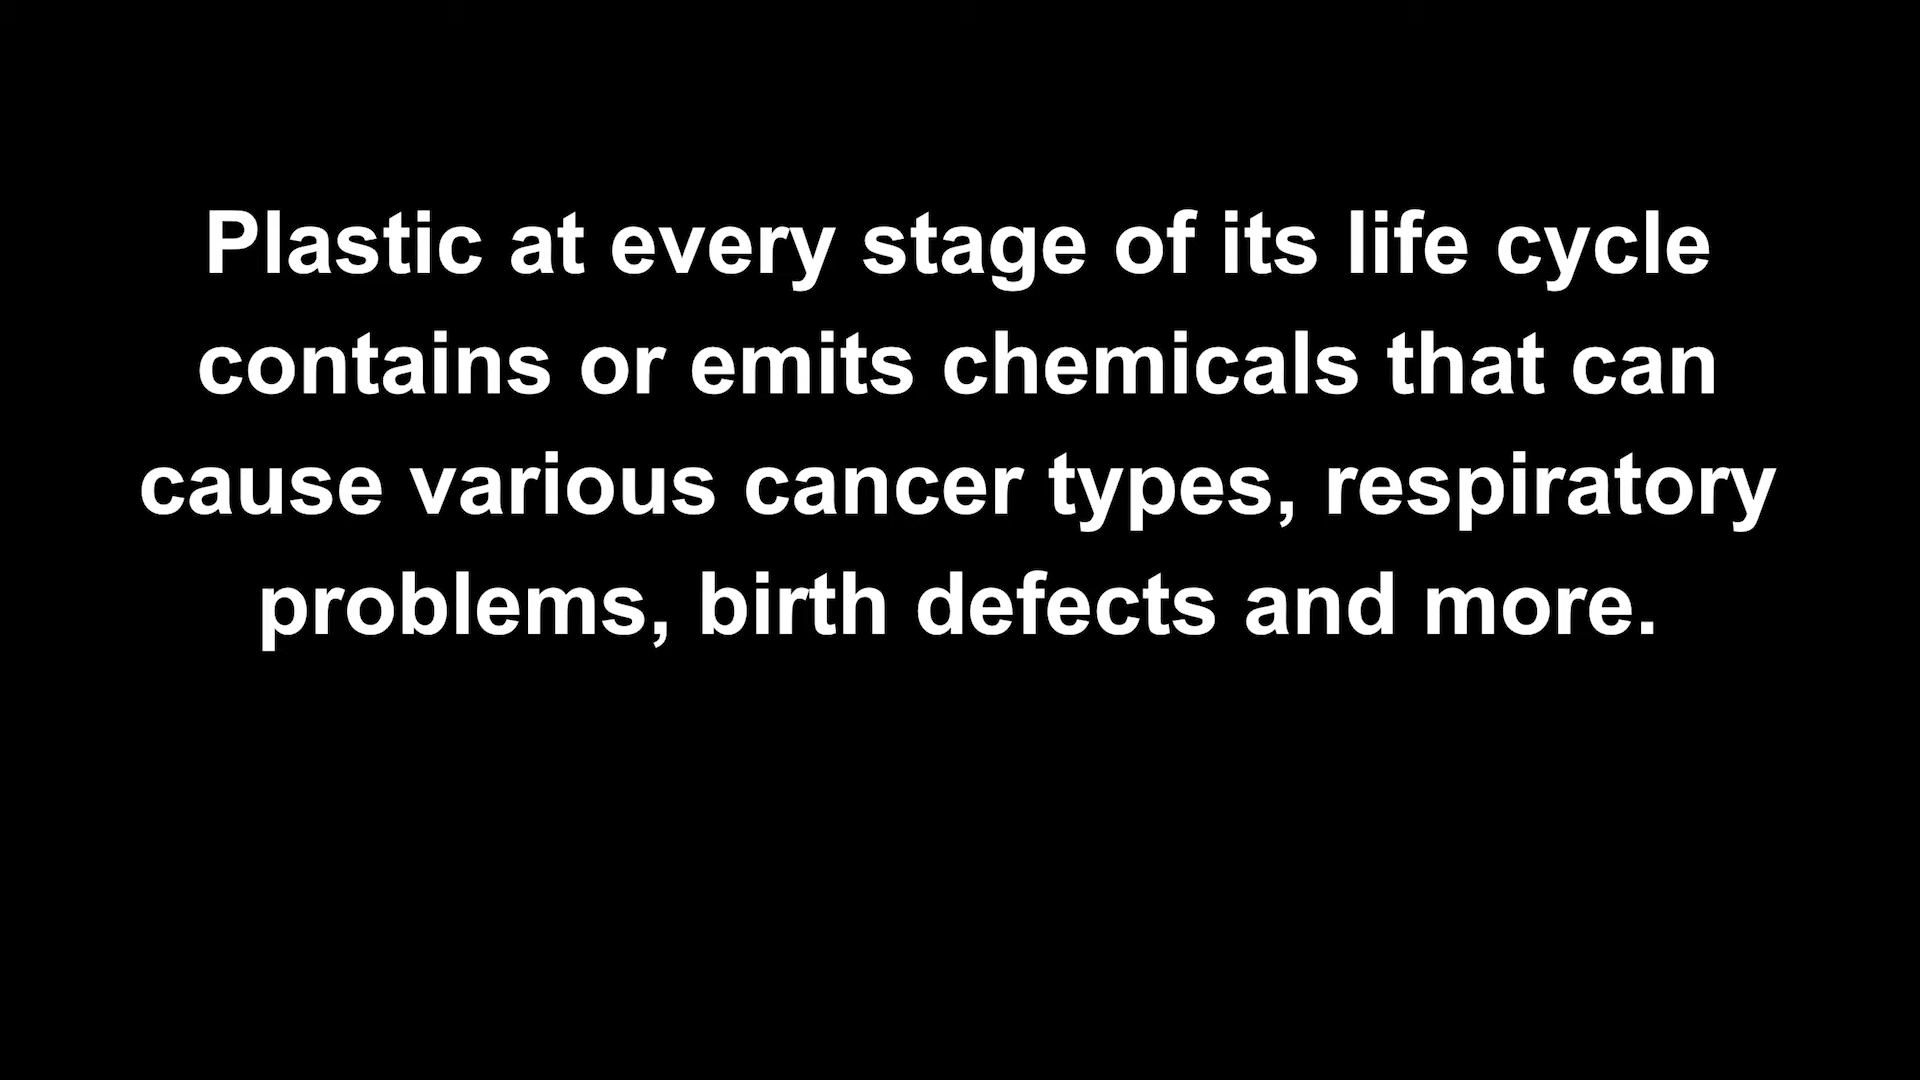 Plastic at every stage of its life cycle
contains or emits chemicals that can
cause various cancer types, respiratory
problems, birth defects and more.